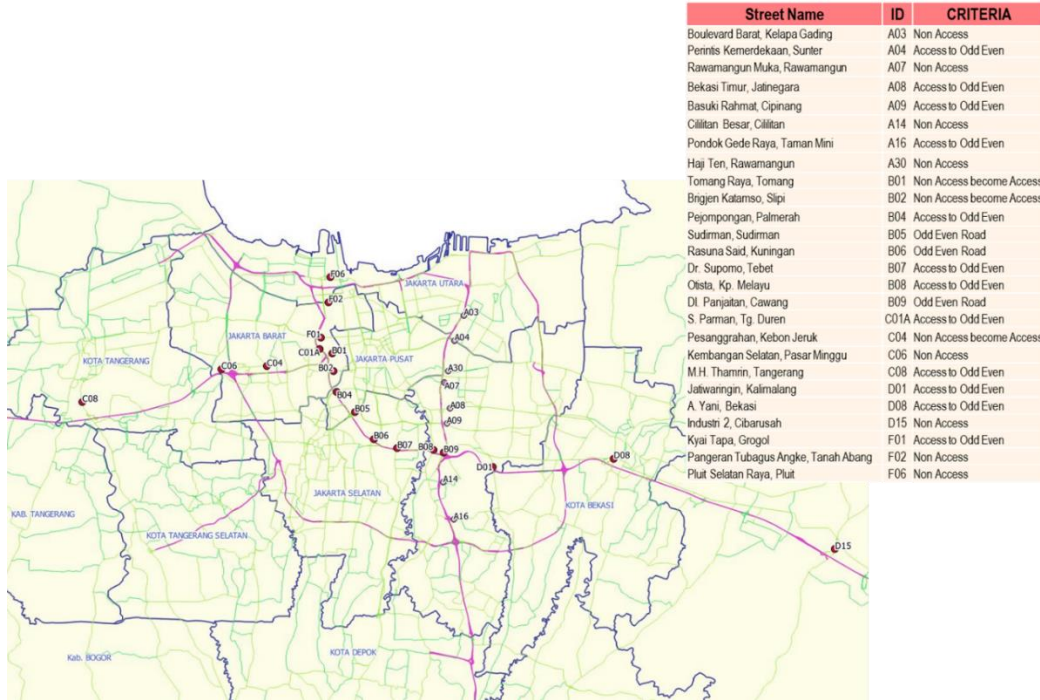 Street Name ID CRITERIA
Boulevard Barat, Kelapa Gading A03 Non Access
Perintis Kemerdekaan, Sunter A04 Access to Odd Even
Rawamangun Muka, Rawamangun A07 Non Access
Bekasi Timur, Jatinegara A08 Access to Odd Even
Basuki Rahmat, Cipinang A09 Access to Odd Even
Cililitan Besar, Cililitan A14 Non Access
Pondok Gede Raya, Taman Mini A16 Access to Odd Even
Haji Ten, Rawamangun A30 Non Access
Tomang Raya, Tomang B01 Non Access become Access
Brigjen Katamso, Slipi B02 Non Access become Access
Pejompongan, Palmerah B04 Access to Odd Even
Sudirman, Sudirman B05 Odd Even Road
Rasuna Said, Kuningan B06 Odd Even Road
Dr. Supomo, Tebet B07 Access to Odd Even
Otista, Kp. Melayu B08 Access to Odd Even
DI. Panjaitan, Cawang B09 Odd Even Road
S. Parman, Tg. Duren C01A Access to Odd Even
Pesanggrahan, Kebon Jeruk C04 Non Access become Access
Kembangan Selatan, Pasar Minggu C06 Non Access
M.H. Thamrin, Tangerang C08 Access to Odd Even
Jatiwaringin, Kalimalang D01 Access to Odd Even
A. Yani, Bekasi D08 Access to Odd Even
Industri 2, Cibarusah D15 Non Access
Kyai Tapa, Grogol F01 Access to Odd Even
Pangeran Tubagus Angke, Tanah Abang F02 Non Access
Pluit Selatan Raya, Pluit F06 Non Access
F06
JAKARTA UTARA
F02
A03
JAKARTA BARAT
F01
A04
C01A
B01
JAKARTA PUSAT
KOTA TANGERANG
C06
C04
B02
A30
A07
B04
C08
B05
A08
A09
B06
B07
B08
B09
D01
D08
A14
JAKARTA SELATAN
KOTA BEKASI
KAB. TANGERANG
A16
KOTA TANGERANG SELATAN
D15
Kab. BOGOR
KOTA DEPOK